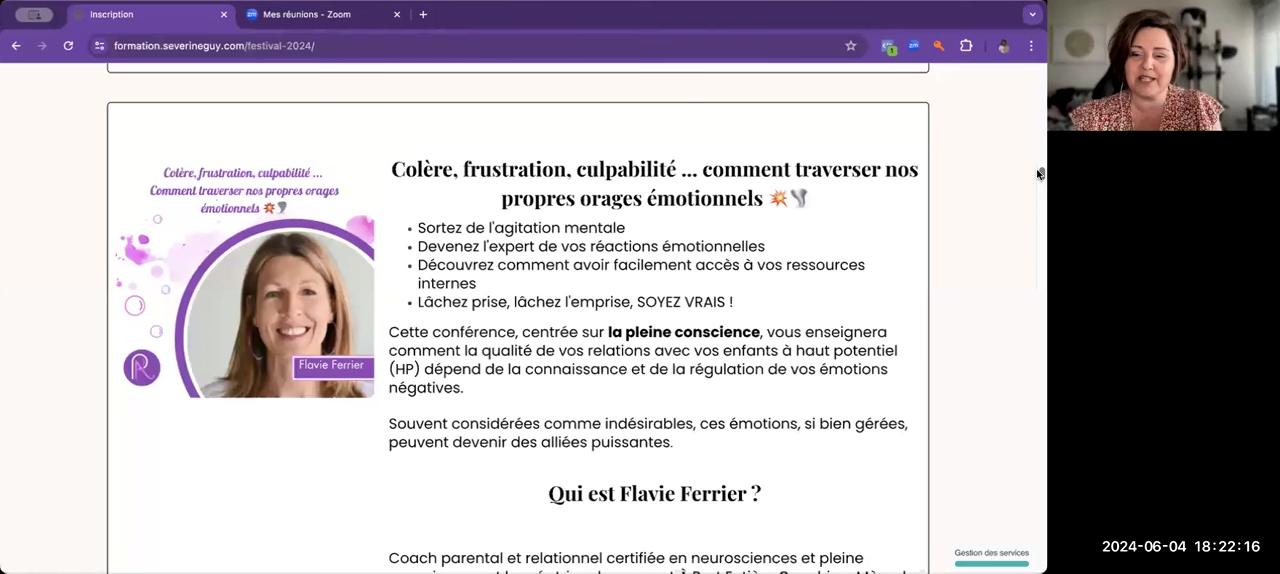 Inscription
Mes réunions - Zoom
formation.severineguy.com/festival-2024/
Colère, frustration, culpabilité ...
Comment traverser nos propres orages
émotionnels 💥🌪️
Flavie Ferrier
R
Colère, frustration, culpabilité ... comment traverser nos
propres orages émotionnels 💥🌪️
• Sortez de l'agitation mentale
• Devenez l'expert de vos réactions émotionnelles
• Découvrez comment avoir facilement accès à vos ressources
internes
• Lâchez prise, lâchez l'emprise, SOYEZ VRAIS !
Cette conférence, centrée sur la pleine conscience, vous enseignera
comment la qualité de vos relations avec vos enfants à haut potentiel
(HP) dépend de la connaissance et de la régulation de vos émotions
négatives.
Souvent considérées comme indésirables, ces émotions, si bien gérées,
peuvent devenir des alliées puissantes.
Qui est Flavie Ferrier ?
Coach parental et relationnel certifiée en neurosciences et pleine
Gestion des services
2024-06-04 18:22:16